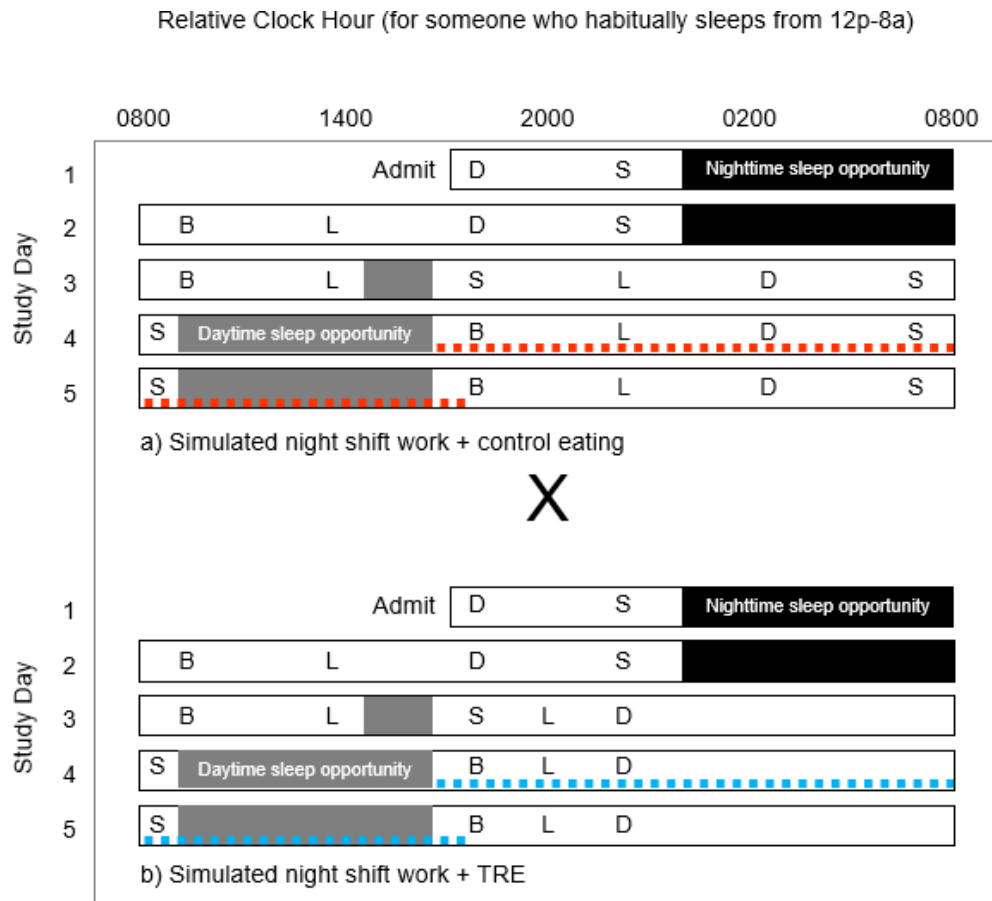 Relative Clock Hour (for someone who habitually sleeps from 12p-8a)
0800 1400 2000 0200 0800
Study Day
1 Admit D S Nighttime sleep opportunity
2 B L D S
3 B L S L D S
4 S Daytime sleep opportunity B L D S
5 S B L D S
a) Simulated night shift work + control eating
X
Study Day
1 Admit D S Nighttime sleep opportunity
2 B L D S
3 B L S L D
4 S Daytime sleep opportunity B L D
5 S B L D
b) Simulated night shift work + TRE